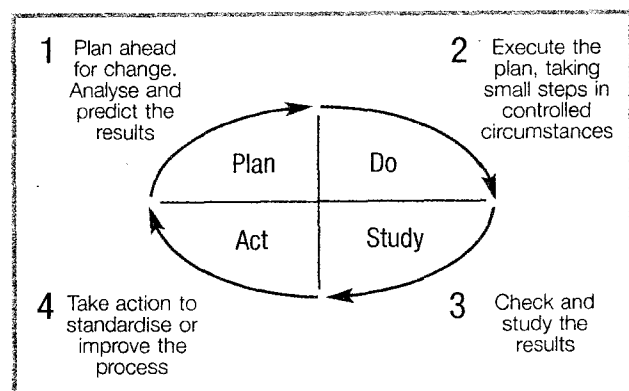 1 Plan ahead
for change.
Analyse and
predict the
results
2 Execute the
plan, taking
small steps in
controlled
circumstances
Plan
Do
Act
Study
4 Take action to
standardise or
improve the
process
3 Check and
study the
results